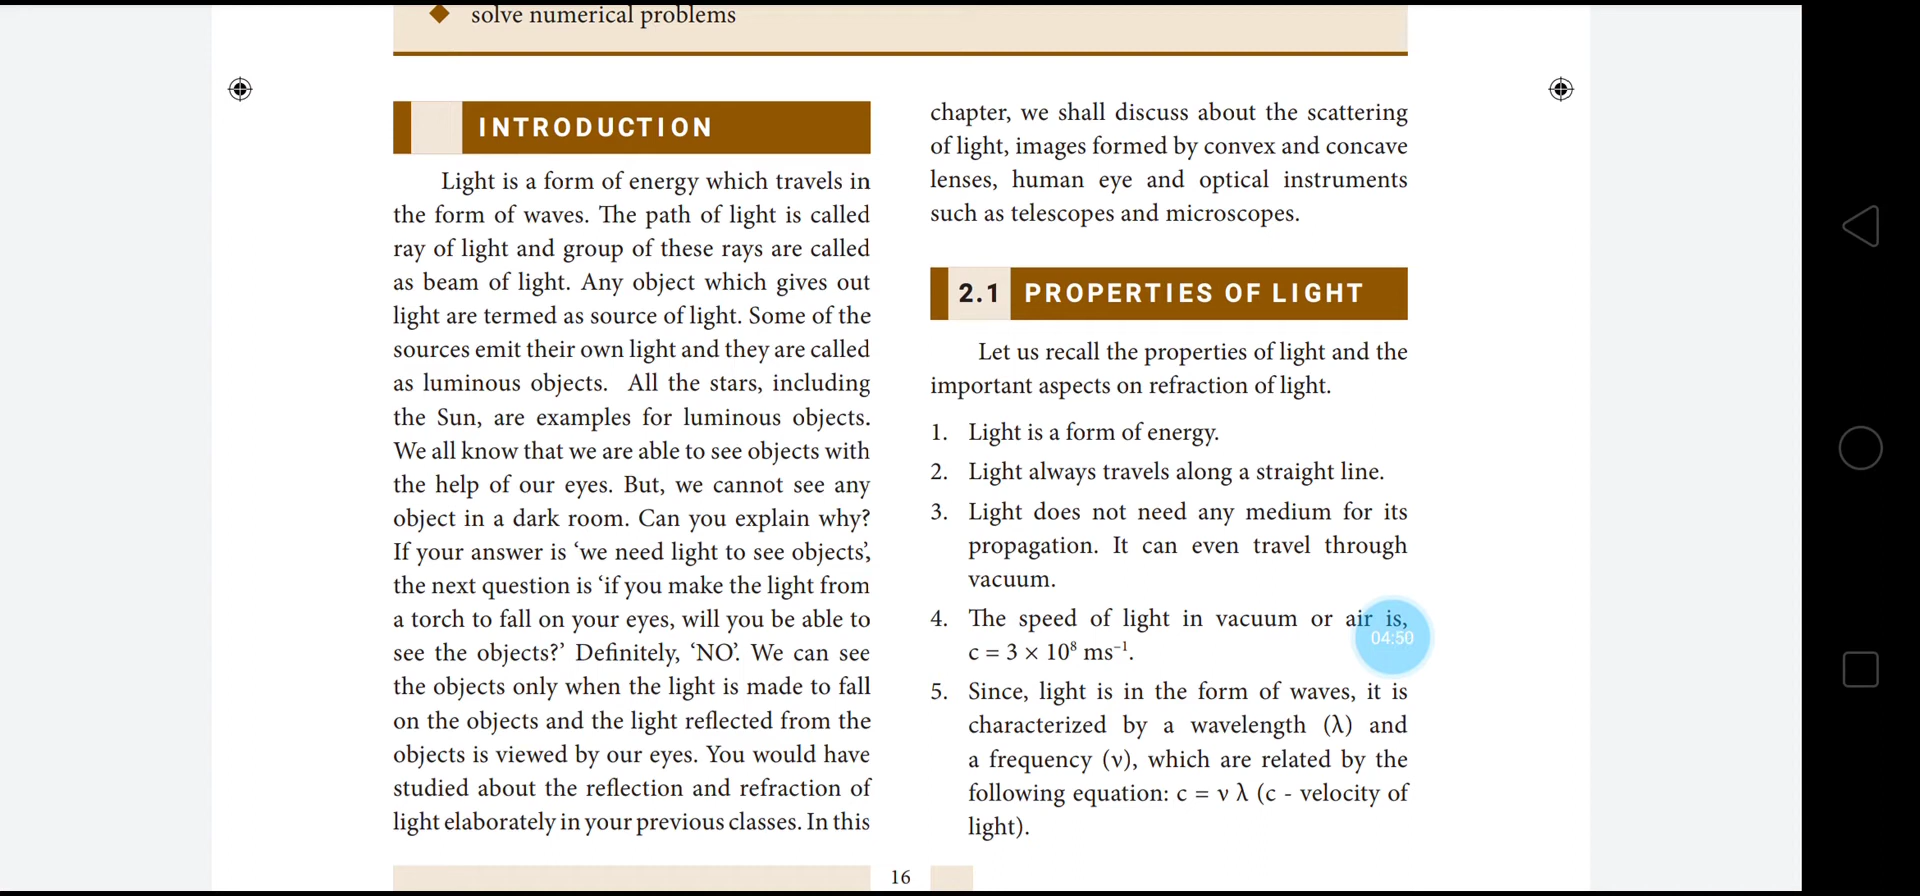 solve numerical problems
INTRODUCTION
Light is a form of energy which travels in
the form of waves. The path of light is called
ray of light and group of these rays are called
as beam of light. Any object which gives out
light are termed as source of light. Some of the
sources emit their own light and they are called
as luminous objects. All the stars, including
the Sun, are examples for luminous objects.
We all know that we are able to see objects with
the help of our eyes. But, we cannot see any
object in a dark room. Can you explain why?
If your answer is ‘we need light to see objects’,
the next question is ‘if you make the light from
a torch to fall on your eyes, will you be able to
see the objects?’ Definitely, ‘NO’. We can see
the objects only when the light is made to fall
on the objects and the light reflected from the
objects is viewed by our eyes. You would have
studied about the reflection and refraction of
light elaborately in your previous classes. In this
chapter, we shall discuss about the scattering
of light, images formed by convex and concave
lenses, human eye and optical instruments
such as telescopes and microscopes.
2.1 PROPERTIES OF LIGHT
Let us recall the properties of light and the
important aspects on refraction of light.
1. Light is a form of energy.
2. Light always travels along a straight line.
3. Light does not need any medium for its
propagation. It can even travel through
vacuum.
4. The speed of light in vacuum or air is,
c = 3 × 10⁸ ms⁻¹.
04:50
5. Since, light is in the form of waves, it is
characterized by a wavelength (λ) and
a frequency (ν), which are related by the
following equation: c = ν λ (c - velocity of
light).
16